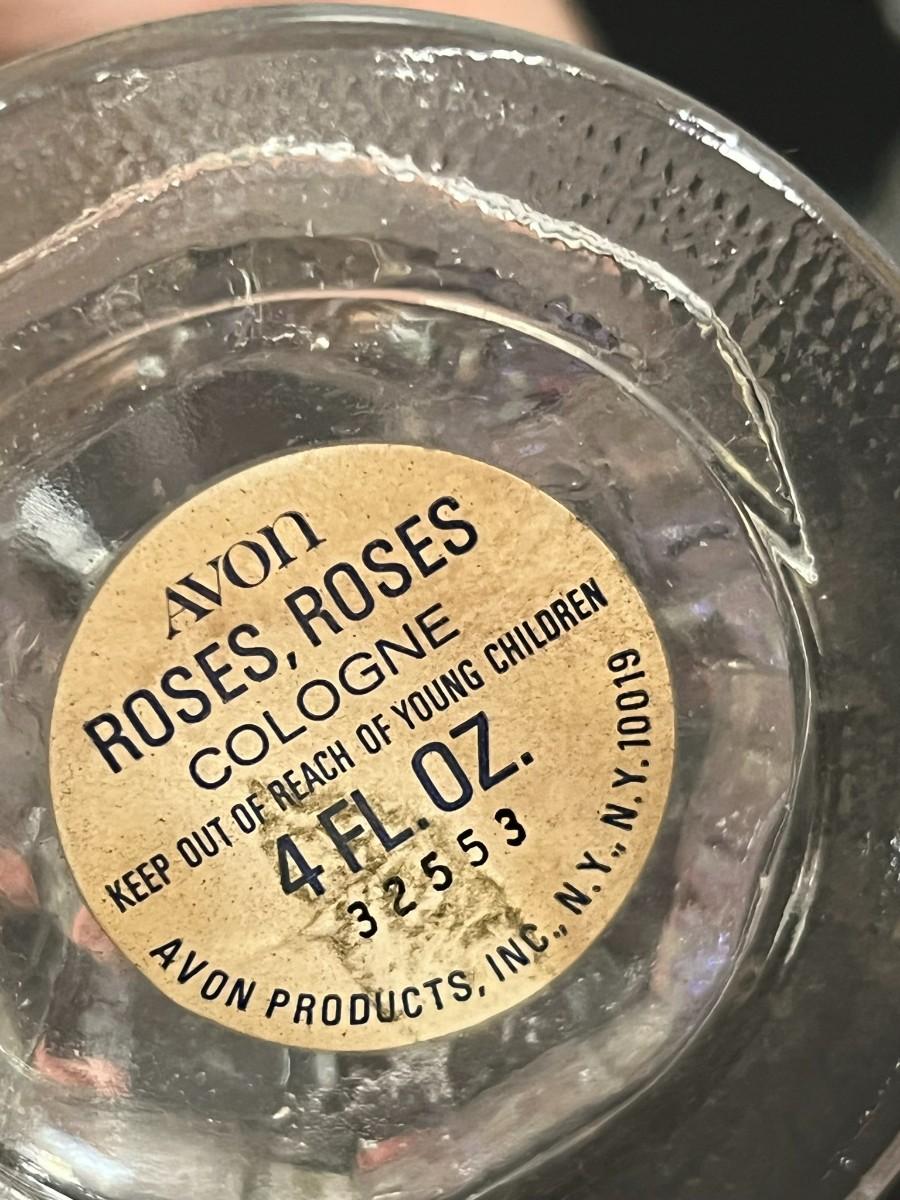 AVON
ROSES, ROSES
COLOGNE
KEEP OUT OF REACH OF YOUNG CHILDREN
4 FL. OZ.
32553
AVON PRODUCTS, INC., N.Y., N.Y. 10019